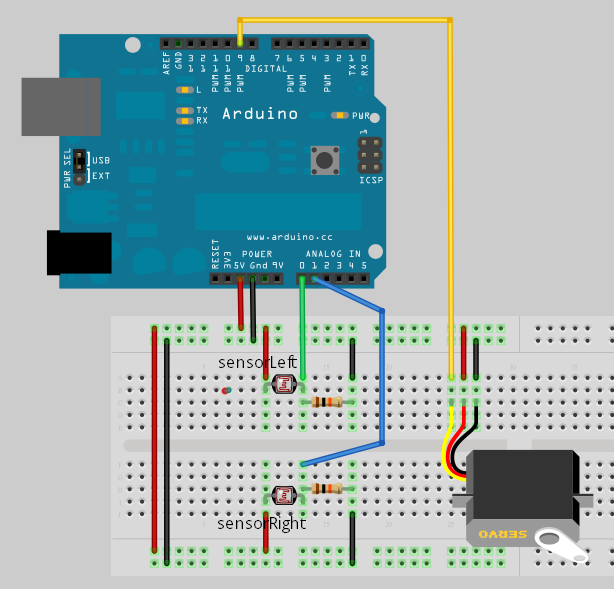 AREF
GND
13
12
11
10
9
8
7
6
5
4
3
2
1
0
DIGITAL
PWM
PWM
PWM
PWM
PWM
PWM
TX
RX
L
TX
RX
Arduino
PWR
1
ICSP
PWR SEL
USB
EXT
www.arduino.cc
RESET
3V3
POWER
5V Gnd 9V
ANALOG IN
0 1 2 3 4 5
sensorLeft
sensorRight
SERVO